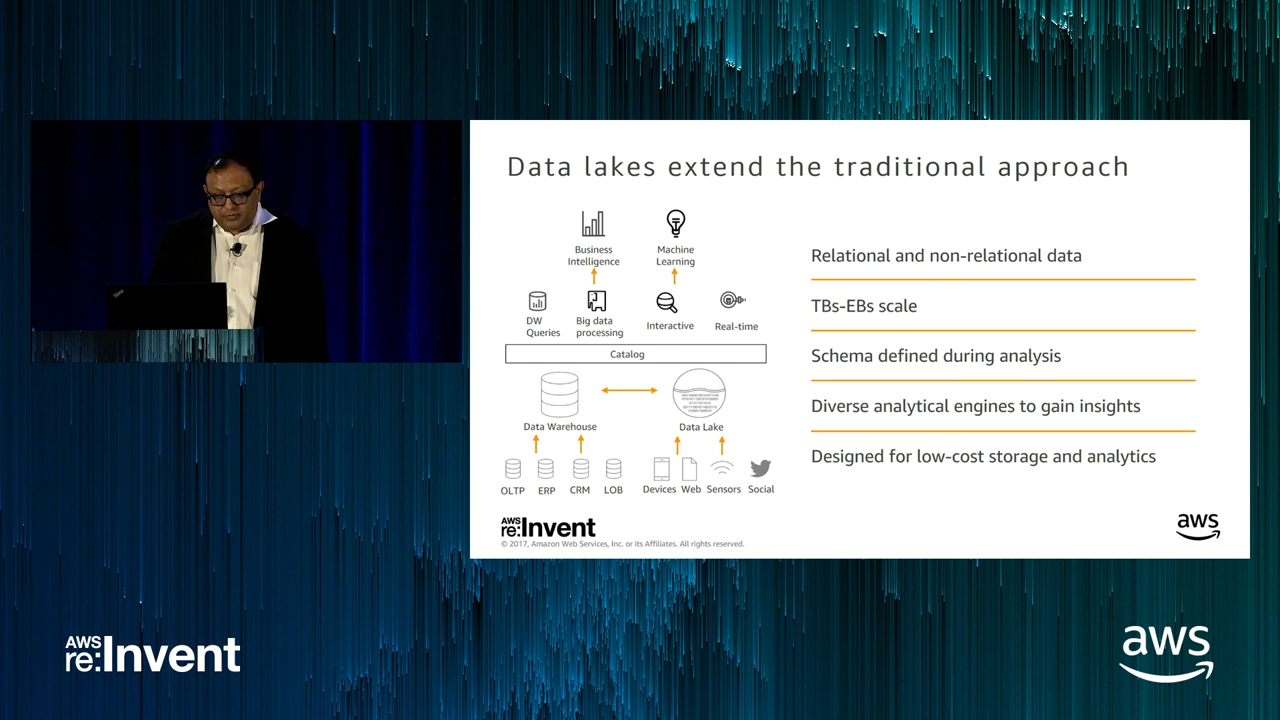 Data lakes extend the traditional approach
Business
Intelligence
Machine
Learning
DW
Queries
Big data
processing
Interactive
Real-time
Catalog
Data Warehouse
Data Lake
OLTP
ERP
CRM
LOB
Devices
Web
Sensors
Social
Relational and non-relational data
TBs-EBs scale
Schema defined during analysis
Diverse analytical engines to gain insights
Designed for low-cost storage and analytics
AWS
re:Invent
© 2017, Amazon Web Services, Inc. or its Affiliates. All rights reserved.
aws
AWS
re:Invent
aws